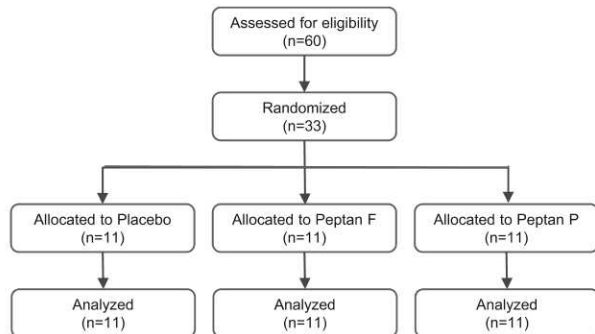 Assessed for eligibility
(n=60)
Randomized
(n=33)
Allocated to Placebo
(n=11)
Allocated to Peptan F
(n=11)
Allocated to Peptan P
(n=11)
Analyzed
(n=11)
Analyzed
(n=11)
Analyzed
(n=11)